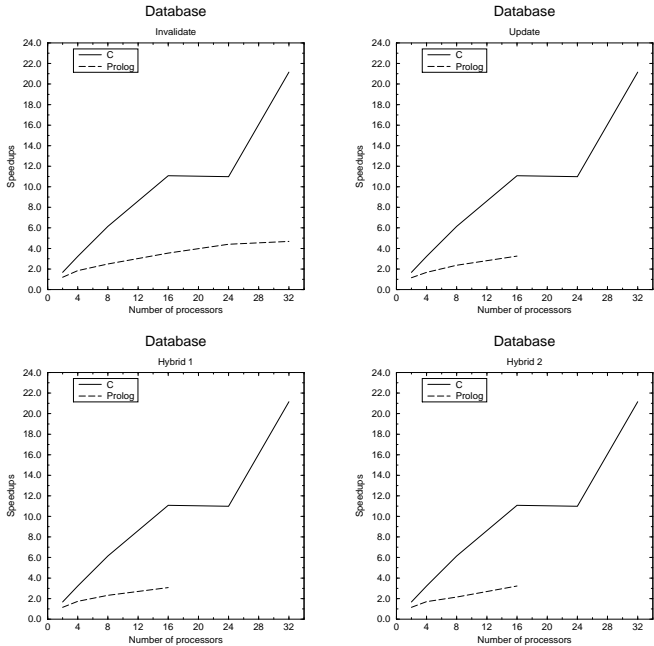 Database
Invalidate
C
Prolog
Speedups
24.0
22.0
20.0
18.0
16.0
14.0
12.0
10.0
8.0
6.0
4.0
2.0
0.0
0 4 8 12 16 20 24 28 32
Number of processors
Database
Update
C
Prolog
Speedups
24.0
22.0
20.0
18.0
16.0
14.0
12.0
10.0
8.0
6.0
4.0
2.0
0.0
0 4 8 12 16 20 24 28 32
Number of processors
Database
Hybrid 1
C
Prolog
Speedups
24.0
22.0
20.0
18.0
16.0
14.0
12.0
10.0
8.0
6.0
4.0
2.0
0.0
0 4 8 12 16 20 24 28 32
Number of processors
Database
Hybrid 2
C
Prolog
Speedups
24.0
22.0
20.0
18.0
16.0
14.0
12.0
10.0
8.0
6.0
4.0
2.0
0.0
0 4 8 12 16 20 24 28 32
Number of processors